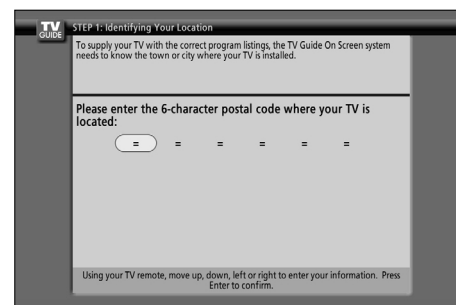 TV
GUIDE
STEP 1: Identifying Your Location
To supply your TV with the correct program listings, the TV Guide On Screen system
needs to know the town or city where your TV is installed.
Please enter the 6-character postal code where your TV is
located:
= = = = = =
Using your TV remote, move up, down, left or right to enter your information. Press
Enter to confirm.